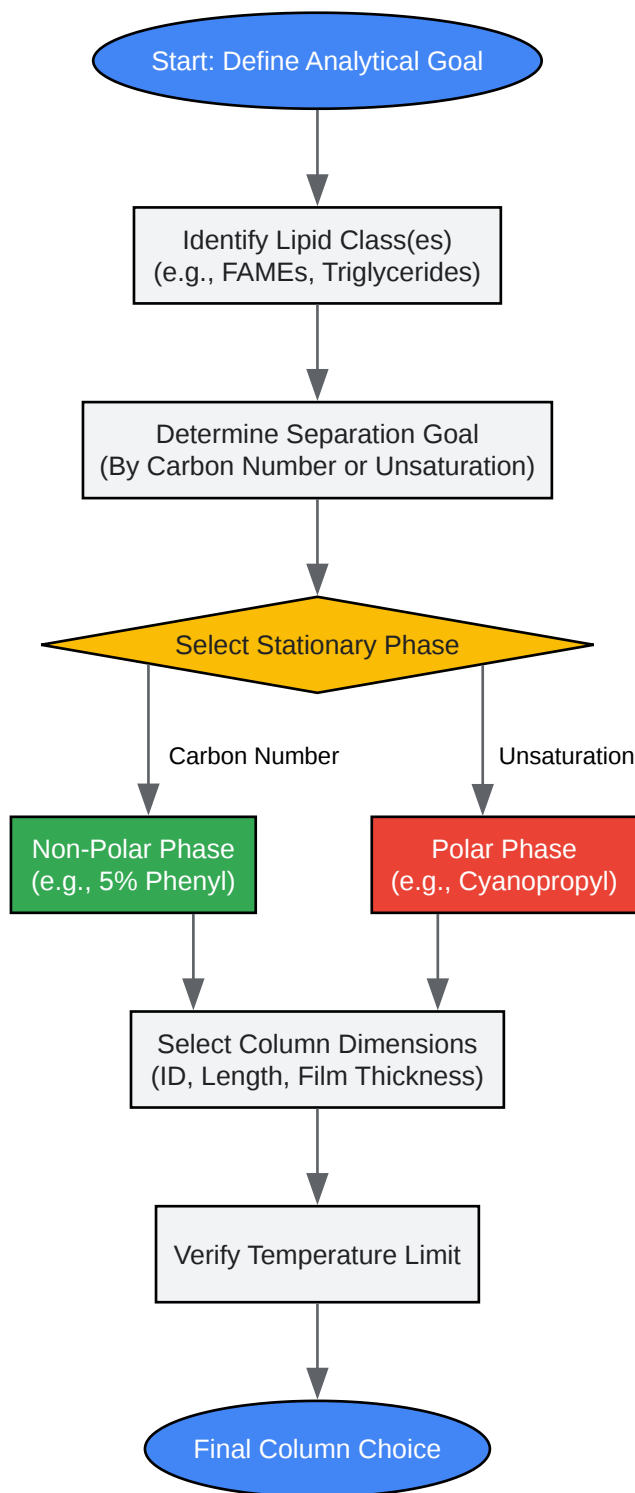 Start: Define Analytical Goal
Identify Lipid Class(es)
(e.g., FAMEs, Triglycerides)
Determine Separation Goal
(By Carbon Number or Unsaturation)
Select Stationary Phase
Carbon Number
Unsaturation
Non-Polar Phase
(e.g., 5% Phenyl)
Polar Phase
(e.g., Cyanopropyl)
Select Column Dimensions
(ID, Length, Film Thickness)
Verify Temperature Limit
Final Column Choice